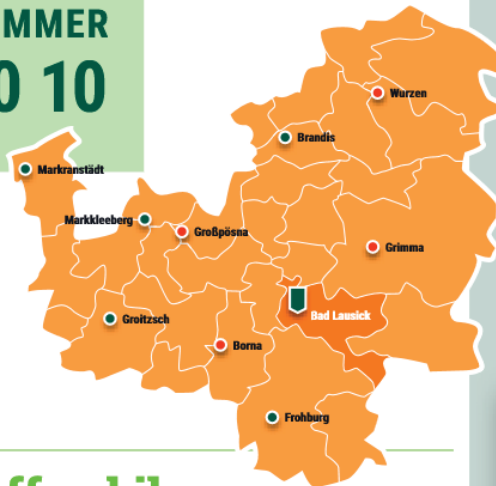 MMER
0 10
Wurzen
Brandis
Markranstädt
Markkleeberg
Großpösna
Grimma
Bad Lausick
Groitzsch
Borna
Frohburg